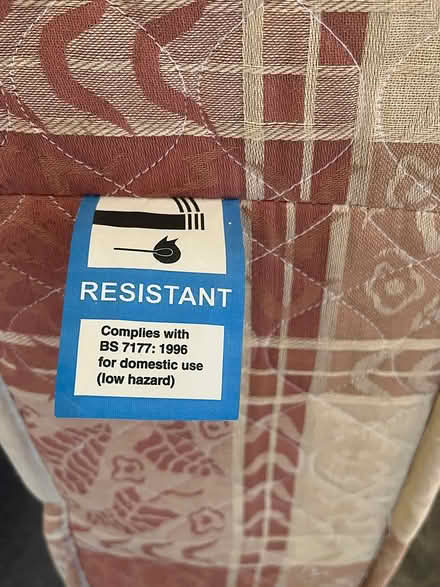 RESISTANT
Complies with
BS 7177: 1996
for domestic use
(low hazard)